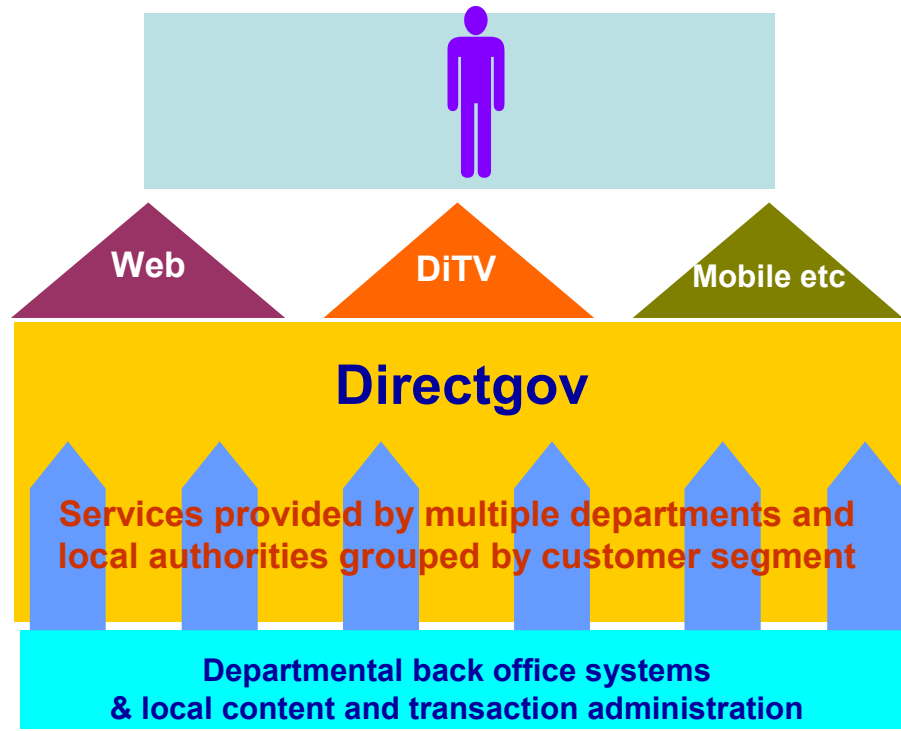 Web
DiTV
Mobile etc
Directgov
Services provided by multiple departments and
local authorities grouped by customer segment
Departmental back office systems
& local content and transaction administration